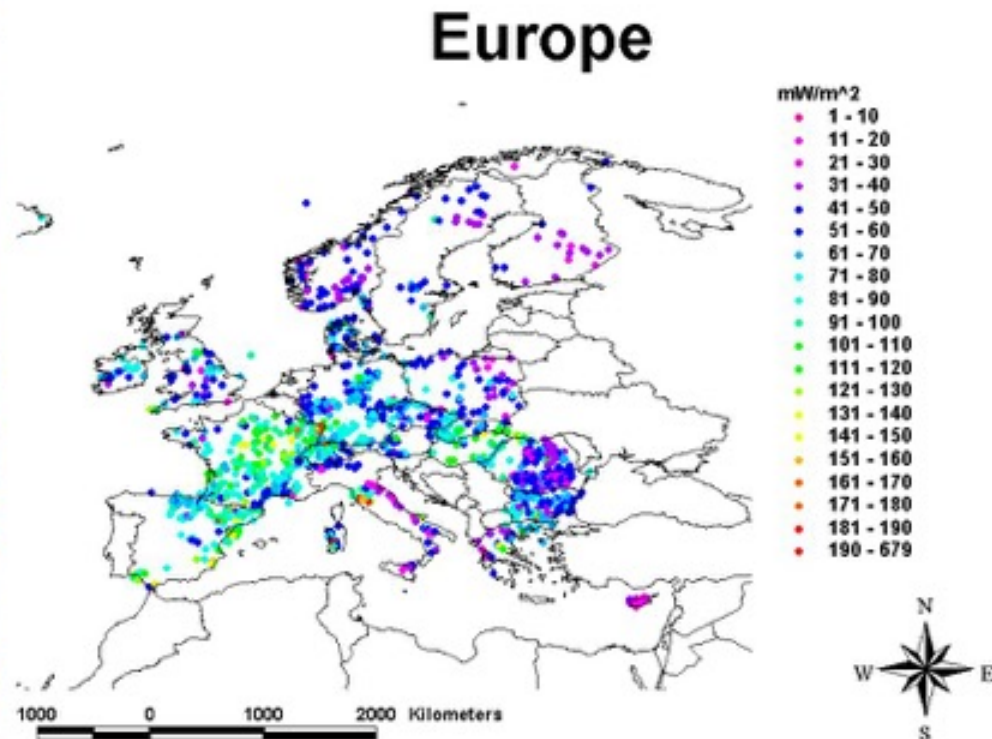 Europe
mW/m^2
1 - 10
11 - 20
21 - 30
31 - 40
41 - 50
51 - 60
61 - 70
71 - 80
81 - 90
91 - 100
101 - 110
111 - 120
121 - 130
131 - 140
141 - 150
151 - 160
161 - 170
171 - 180
181 - 190
190 - 679
N
W E
S
1000 0 1000 2000 Kilometers